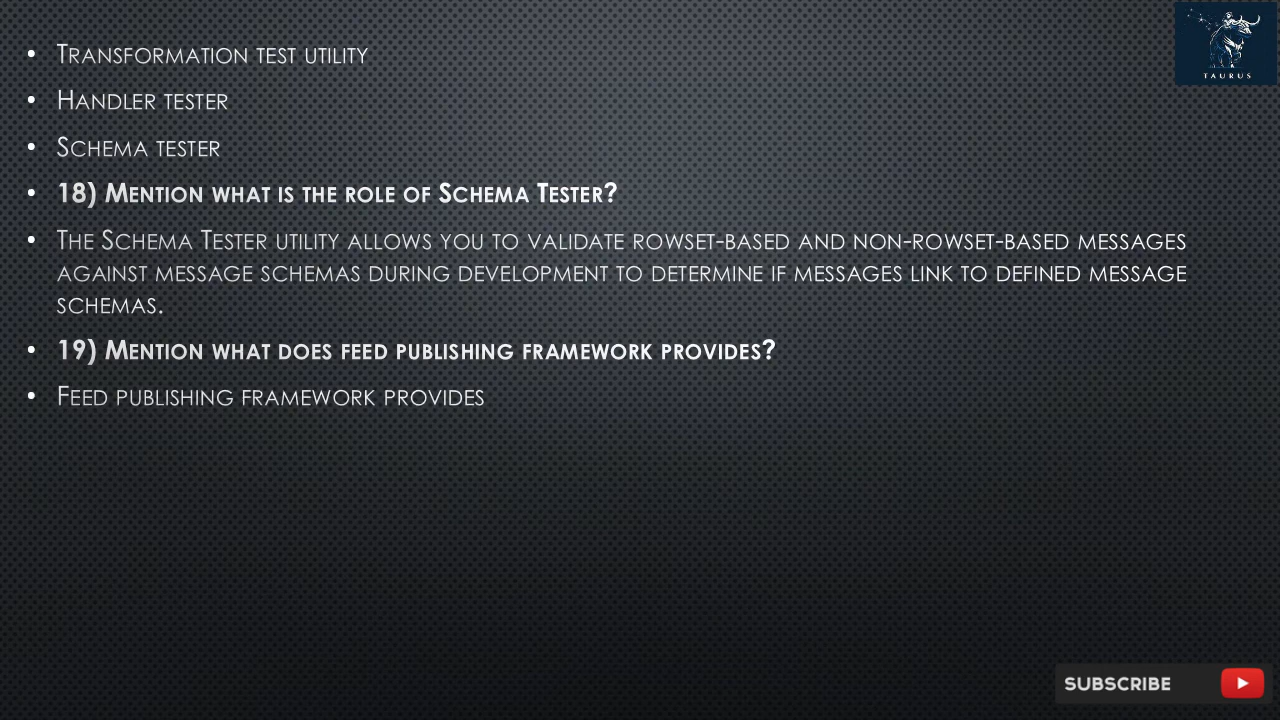 TAURUS
• Transformation test utility
• Handler tester
• Schema tester
• 18) Mention what is the role of Schema Tester?
• The Schema Tester utility allows you to validate rowset-based and non-rowset-based messages
against message schemas during development to determine if messages link to defined message
schemas.
• 19) Mention what does feed publishing framework provides?
• Feed publishing framework provides
SUBSCRIBE